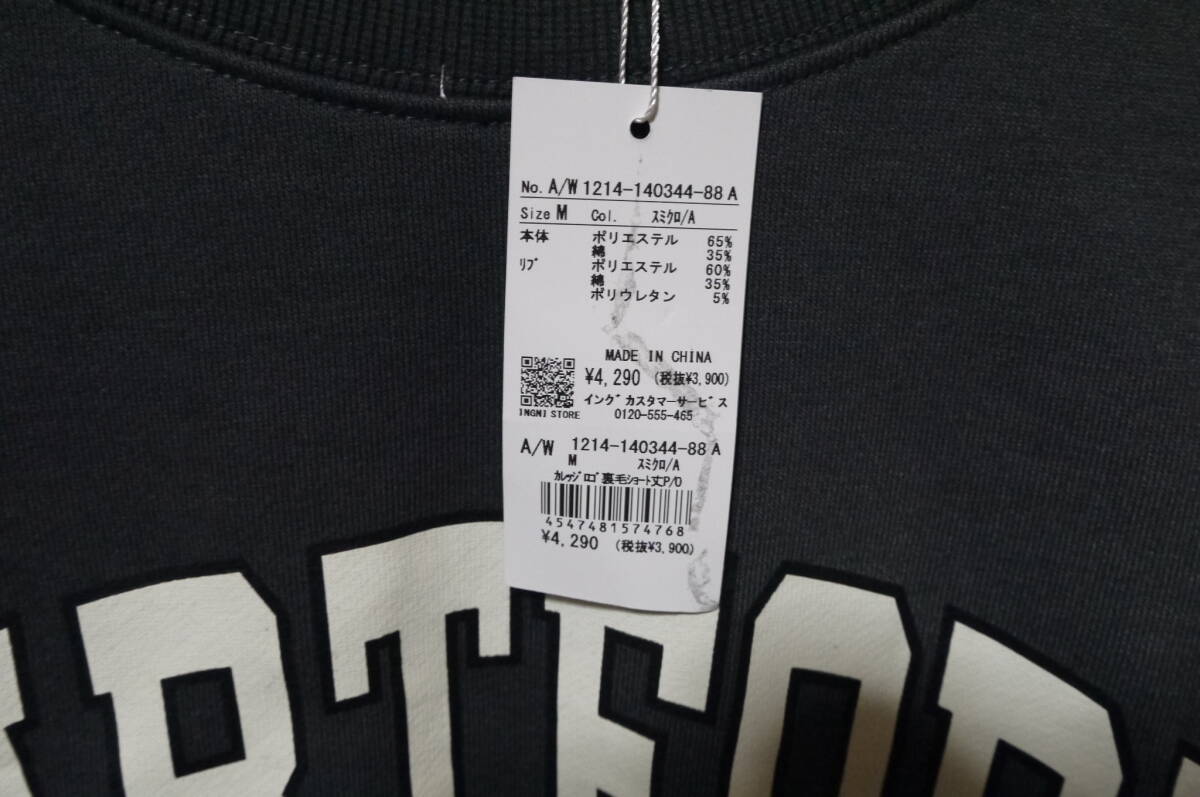 No. A/W 1214-140344-88 A
Size M Col. スミクロ/A
本体 ポリエステル 65%
綿 35%
リブ ポリエステル 60%
綿 35%
ポリウレタン 5%
MADE IN CHINA
¥4,290 (税抜¥3,900)
イング カスタマーサービス
INGNI STORE 0120-555-465
A/W 1214-140344-88 A
M スミクロ/A
カレッジロゴ裏毛ショート丈P/O
4547481574768
¥4,290 (税抜¥3,900)